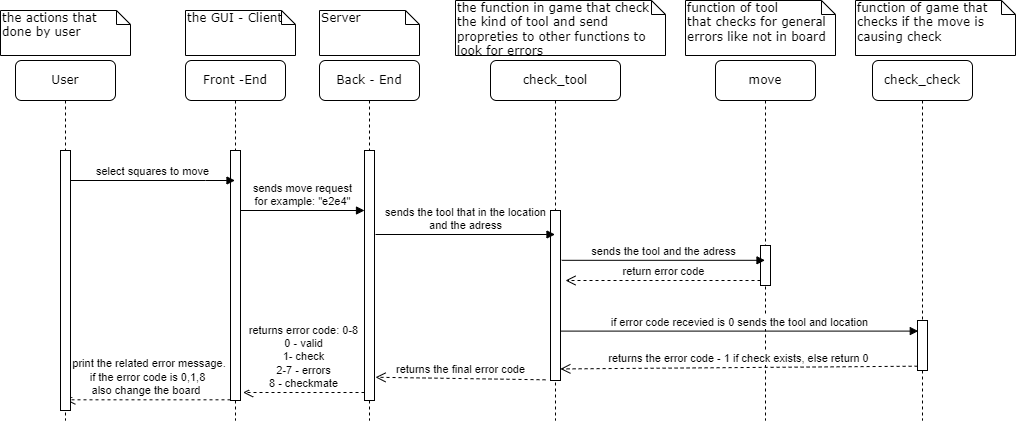 the actions that
done by user
the GUI - Client
Server
the function in game that check
the kind of tool and send
propreties to other functions to
look for errors
function of tool
that checks for general
errors like not in board
function of game that
checks if the move is
causing check
User
Front -End
Back - End
check_tool
move
check_check
select squares to move
sends move request
for example: "e2e4"
sends the tool that in the location
and the adress
sends the tool and the adress
return error code
if error code recevied is 0 sends the tool and location
returns the error code - 1 if check exists, else return 0
returns the final error code
returns error code: 0-8
0 - valid
1- check
2-7 - errors
8 - checkmate
print the related error message.
if the error code is 0,1,8
also change the board